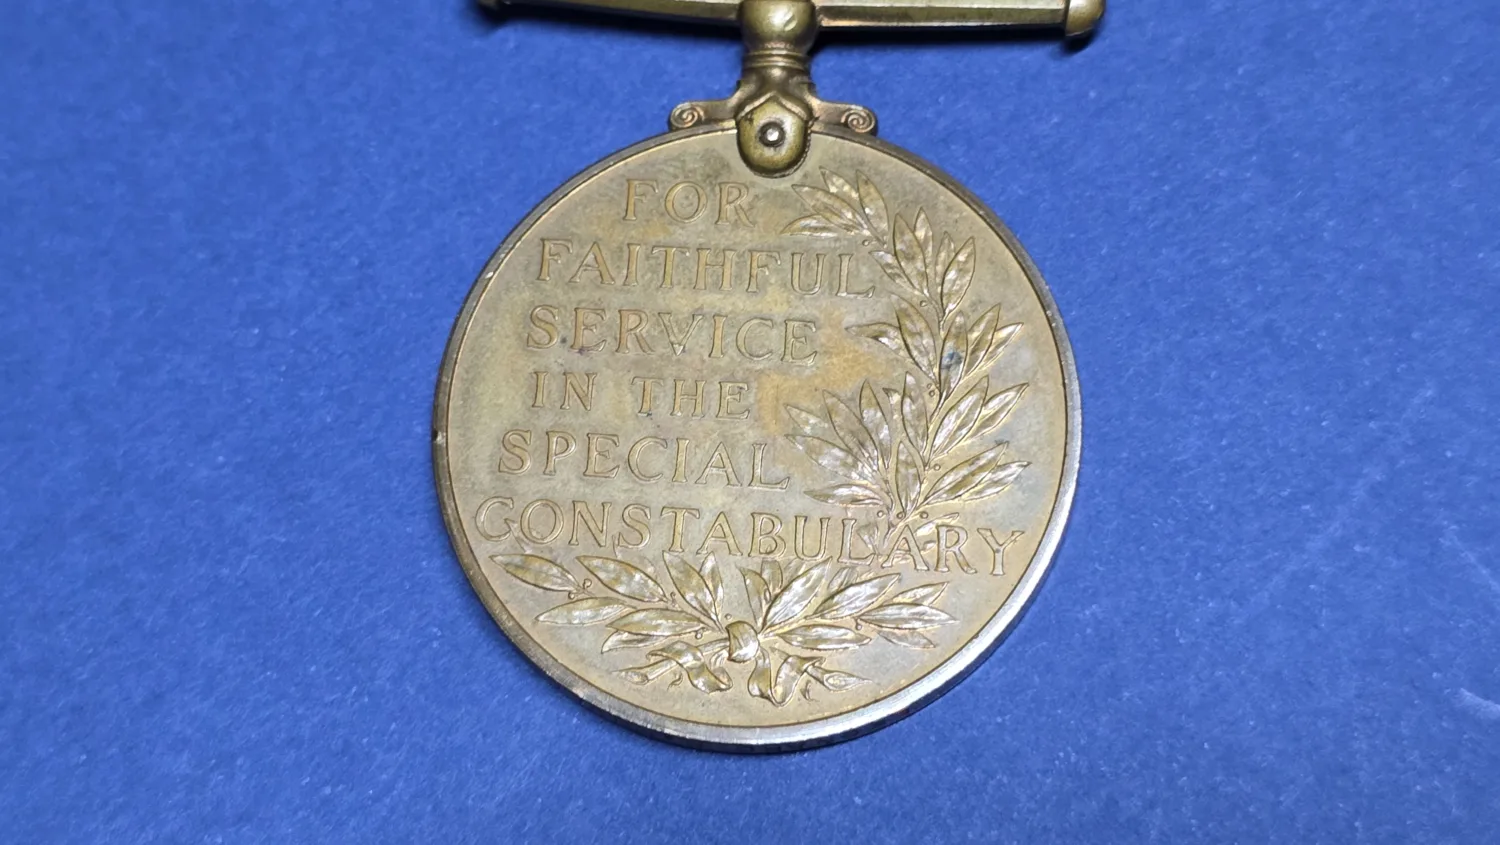 FOR
FAITHFUL
SERVICE
IN THE
SPECIAL
CONSTABULARY